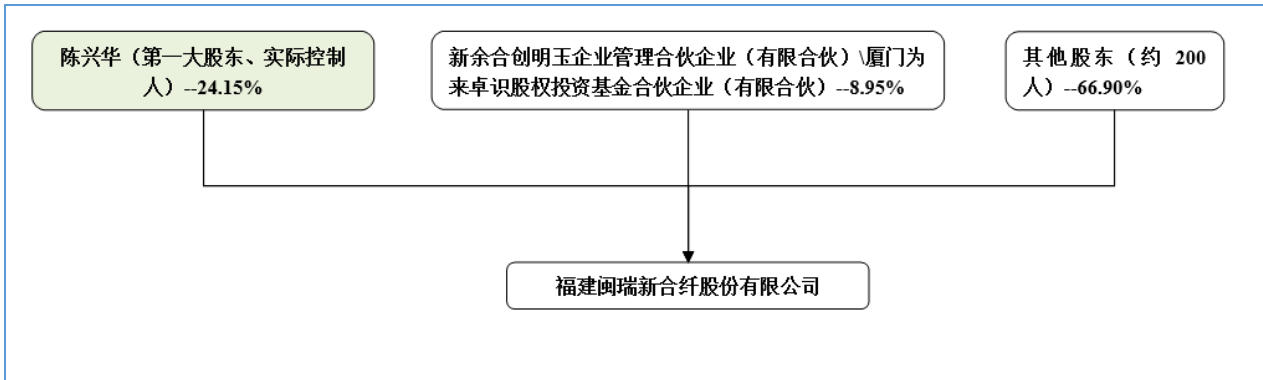 陈兴华（第一大股东、实际控制
人）--24.15%
新余合创明玉企业管理合伙企业（有限合伙）\厦门为
来卓识股权投资基金合伙企业（有限合伙）--8.95%
其他股东（约 200
人）--66.90%
福建闽瑞新合纤股份有限公司